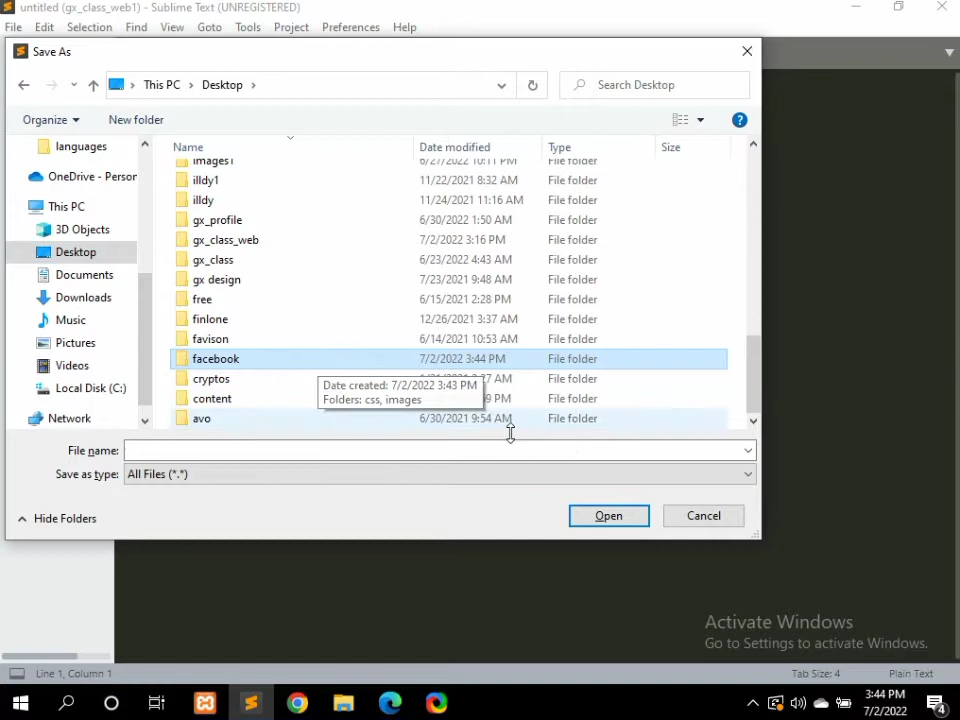 untitled (gx_class_web1) - Sublime Text (UNREGISTERED)
File Edit Selection Find View Goto Tools Project Preferences Help
Save As
This PC > Desktop >
Search Desktop
Organize New folder
Name Date modified Type Size
languages
OneDrive - Person
This PC
3D Objects
Desktop
Documents
Downloads
Music
Pictures
Videos
Local Disk (C:)
Network
images1 6/27/2022 10:11 PM File folder
illdy1 11/22/2021 8:32 AM File folder
illdy 11/24/2021 11:16 AM File folder
gx_profile 6/30/2022 1:50 AM File folder
gx_class_web 7/2/2022 3:16 PM File folder
gx_class 6/23/2022 4:43 AM File folder
gx design 7/23/2021 9:48 AM File folder
free 6/15/2021 2:28 PM File folder
finlone 12/26/2021 3:37 AM File folder
favison 6/14/2021 10:53 AM File folder
facebook 7/2/2022 3:44 PM File folder
cryptos AM File folder
content PM File folder
avo 6/30/2021 9:54 AM File folder
Date created: 7/2/2022 3:43 PM
Folders: css, images
File name:
Save as type: All Files (*.*)
Hide Folders
Open Cancel
Activate Windows
Go to Settings to activate Windows.
Line 1, Column 1 Tab Size: 4 Plain Text
3:44 PM
7/2/2022
4